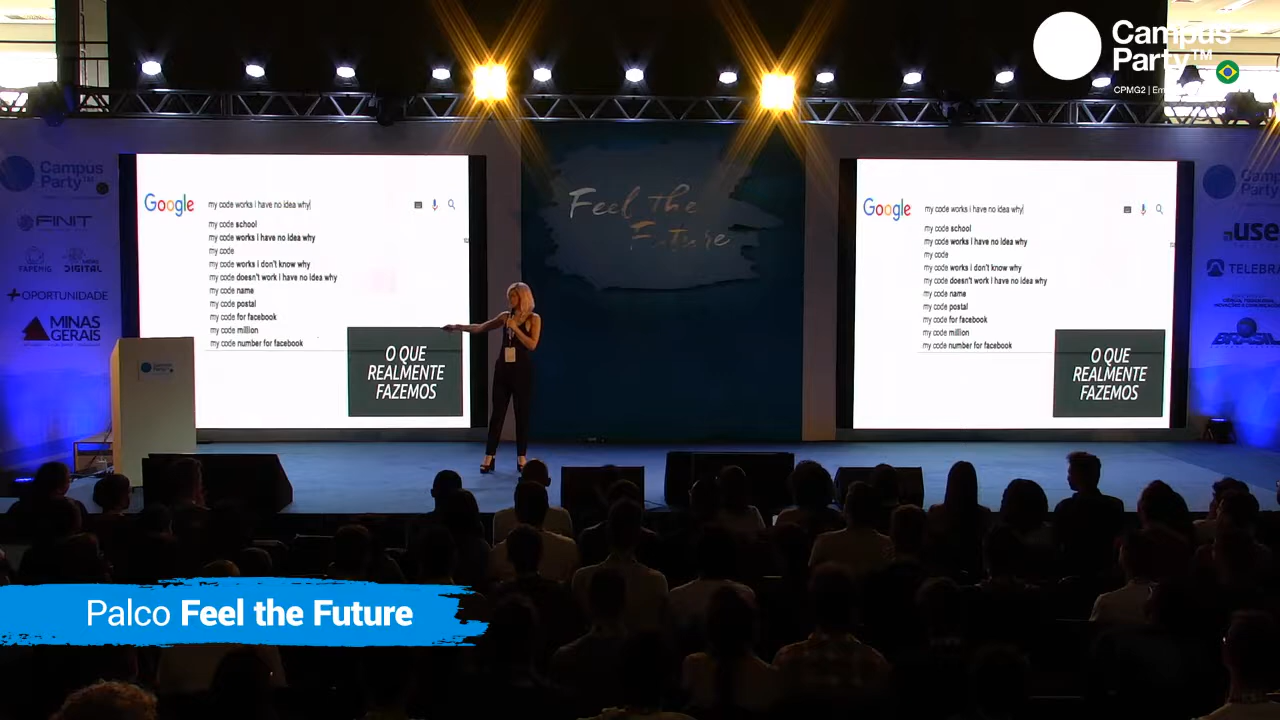 Campus
Party™
CPMG2 |
Campus
Party™
FINIT
FAPEMIG
DIGITAL
+OPORTUNIDADE
MINAS
GERAIS
Google
my code works i have no idea why
my code school
my code works i have no idea why
my code
my code works i don't know why
my code doesn't work i have no idea why
my code name
my code postal
my code for facebook
my code million
my code number for facebook
O QUE
REALMENTE
FAZEMOS
Feel the
Future
Google
my code works i have no idea why
my code school
my code works i have no idea why
my code
my code works i don't know why
my code doesn't work i have no idea why
my code name
my code postal
my code for facebook
my code million
my code number for facebook
O QUE
REALMENTE
FAZEMOS
Campus
Party
Palco Feel the Future